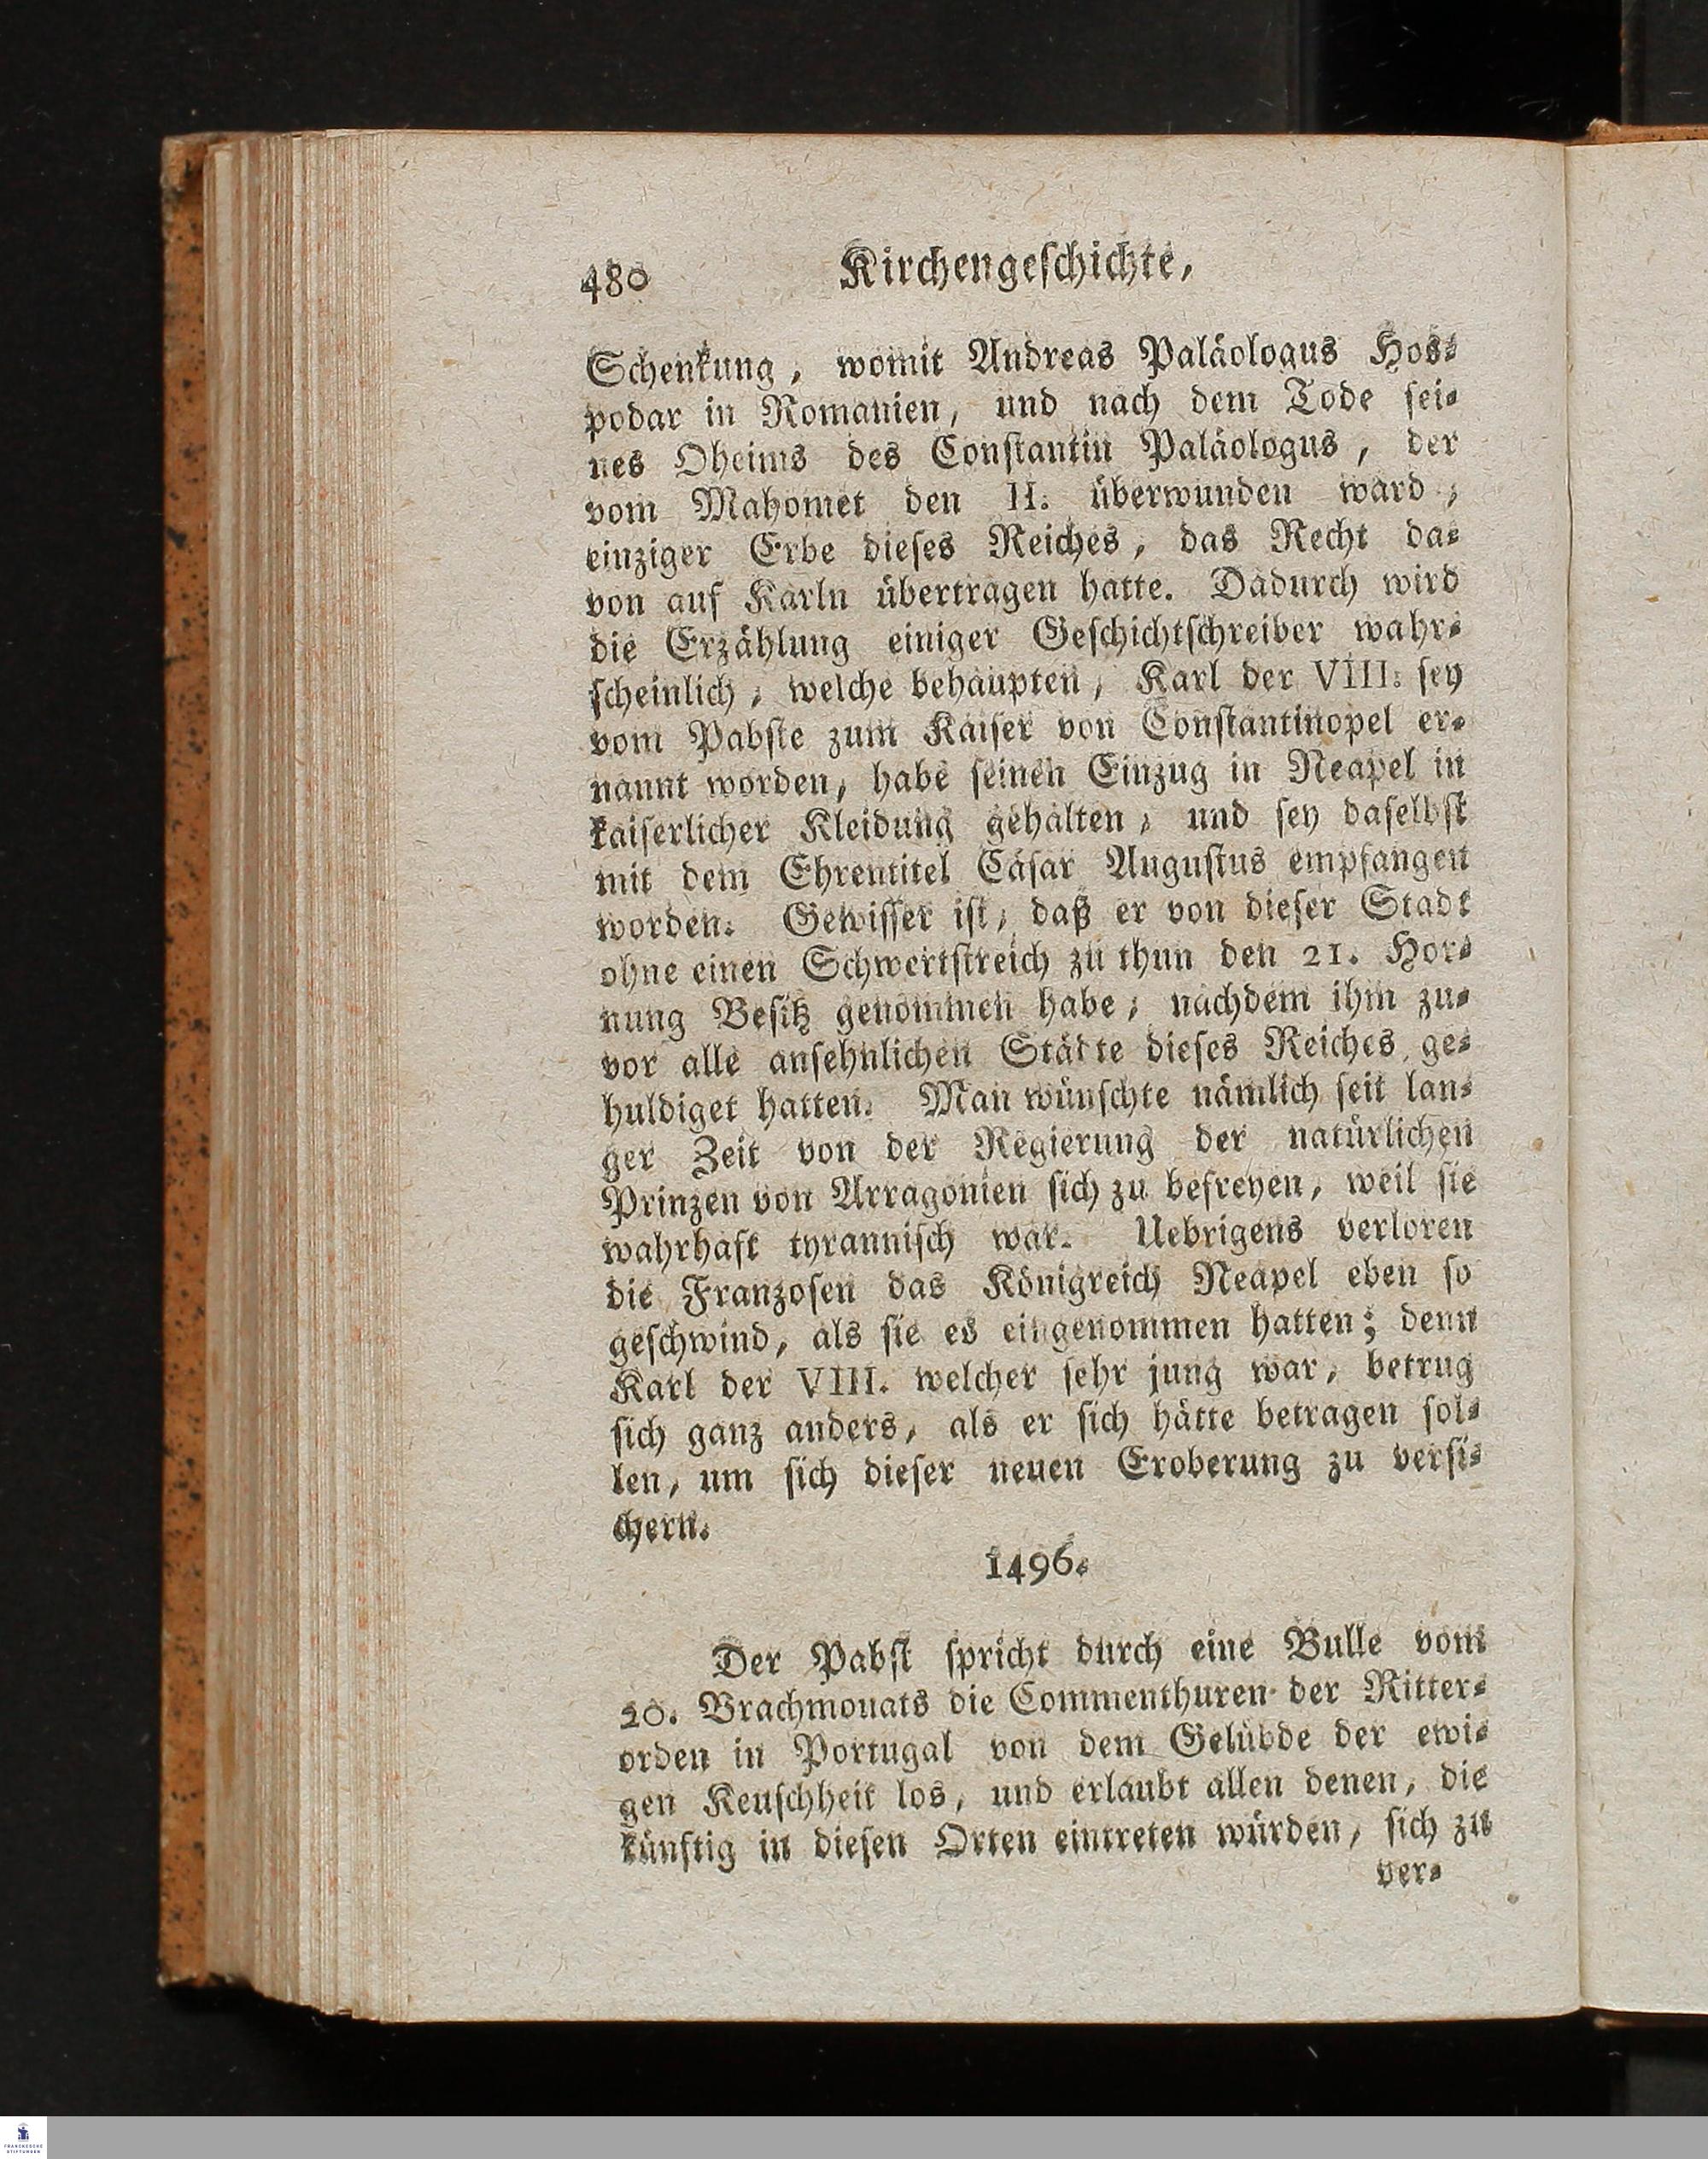 480 Kirchengeschichte,
Schenkung, womit Andreas Paläologus Hos-
podar in Romanien, und nach dem Tode sei-
nes Oheims des Constantin Paläologus, der
vom Mahomet den II. überwunden ward,
einziger Erbe dieses Reiches, das Recht da-
von auf Karln übertragen hatte. Dadurch wird
die Erzählung einiger Geschichtschreiber wahr-
scheinlich, welche behaupten, Karl der VIII. sey
vom Pabste zum Kaiser von Constantinopel er-
nannt worden, habe seinen Einzug in Neapel in
kaiserlicher Kleidung gehalten, und sey daselbst
mit dem Ehrentitel Cäsar Augustus empfangen
worden. Gewisser ist, daß er von dieser Stadt
ohne einen Schwertstreich zu thun den 21. Hor-
nung Besitz genommen habe, nachdem ihm zu-
vor alle ansehnlichen Städte dieses Reiches ge-
huldiget hatten. Man wünschte nämlich seit lan-
ger Zeit von der Regierung der natürlichen
Prinzen von Arragonien sich zu befreyen, weil sie
wahrhaft tyrannisch war. Uebrigens verloren
die Franzosen das Königreich Neapel eben so
geschwind, als sie es eingenommen hatten; denn
Karl der VIII. welcher sehr jung war, betrug
sich ganz anders, als er sich hätte betragen sol-
len, um sich dieser neuen Eroberung zu versi-
chern.
1496.
Der Pabst spricht durch eine Bulle vom
20. Brachmonats die Commenthuren der Ritter-
orden in Portugal von dem Gelübde der ewi-
gen Keuschheit los, und erlaubt allen denen, die
künftig in diesen Orten eintreten würden, sich zu
ver-
FRANCKESCHE
STIFTUNGEN